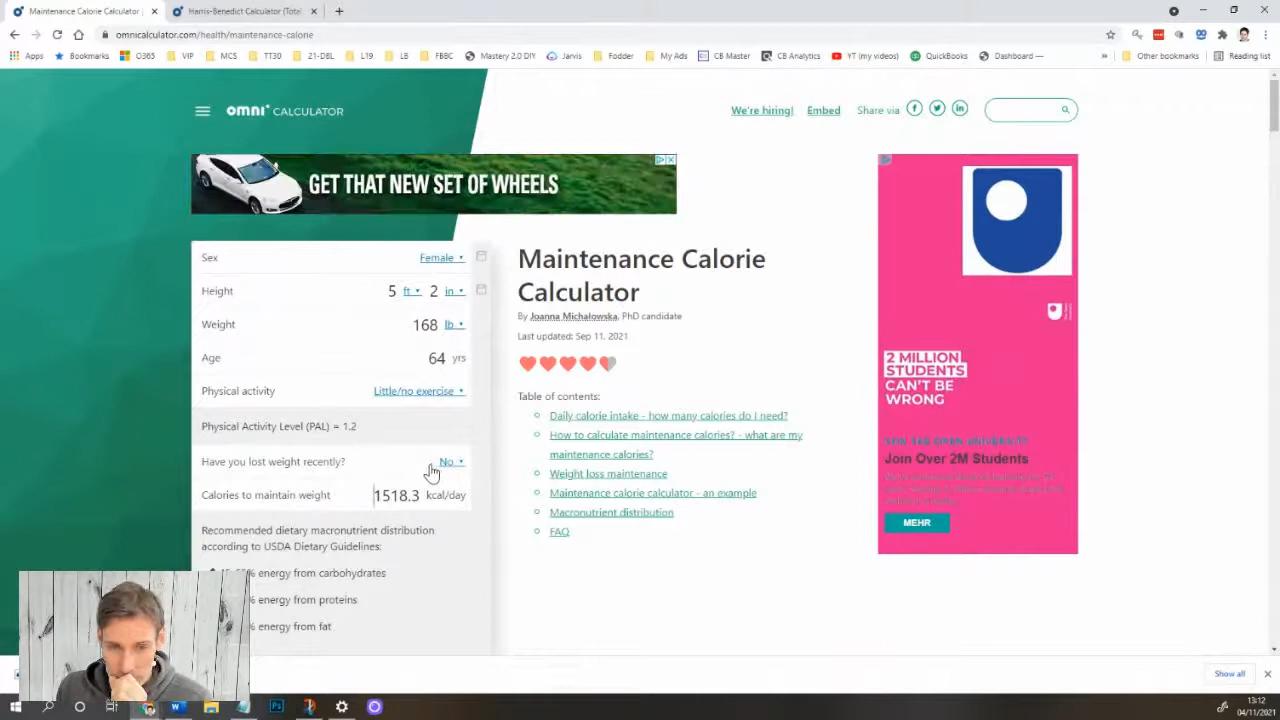 Maintenance Calorie Calculator
Harris-Benedict Calculator (Total
omnicalculator.com/health/maintenance-calorie
Apps
Bookmarks
O365
VIP
MCS
TT30
21-DBL
L19
LB
FBBC
Mastery 2.0 DIY
Jarvis
Fodder
My Ads
CB Master
CB Analytics
YT (my videos)
QuickBooks
Dashboard —
Other bookmarks
Reading list
omni CALCULATOR
We're hiring!
Embed
Share via
GET THAT NEW SET OF WHEELS
Sex Female
Height 5 ft 2 in
Weight 168 lb
Age 64 yrs
Physical activity Little/no exercise
Physical Activity Level (PAL) = 1.2
Have you lost weight recently? No
Calories to maintain weight 1518.3 kcal/day
Recommended dietary macronutrient distribution
according to USDA Dietary Guidelines:
% energy from carbohydrates
% energy from proteins
% energy from fat
Maintenance Calorie
Calculator
By Joanna Michałowska, PhD candidate
Last updated: Sep 11, 2021
Table of contents:
Daily calorie intake - how many calories do I need?
How to calculate maintenance calories? - what are my
maintenance calories?
Weight loss maintenance
Maintenance calorie calculator - an example
Macronutrient distribution
FAQ
2 MILLION
STUDENTS
CAN'T BE
WRONG
Join Over 2M Students
MEHR
Show all
13:12
04/11/2021